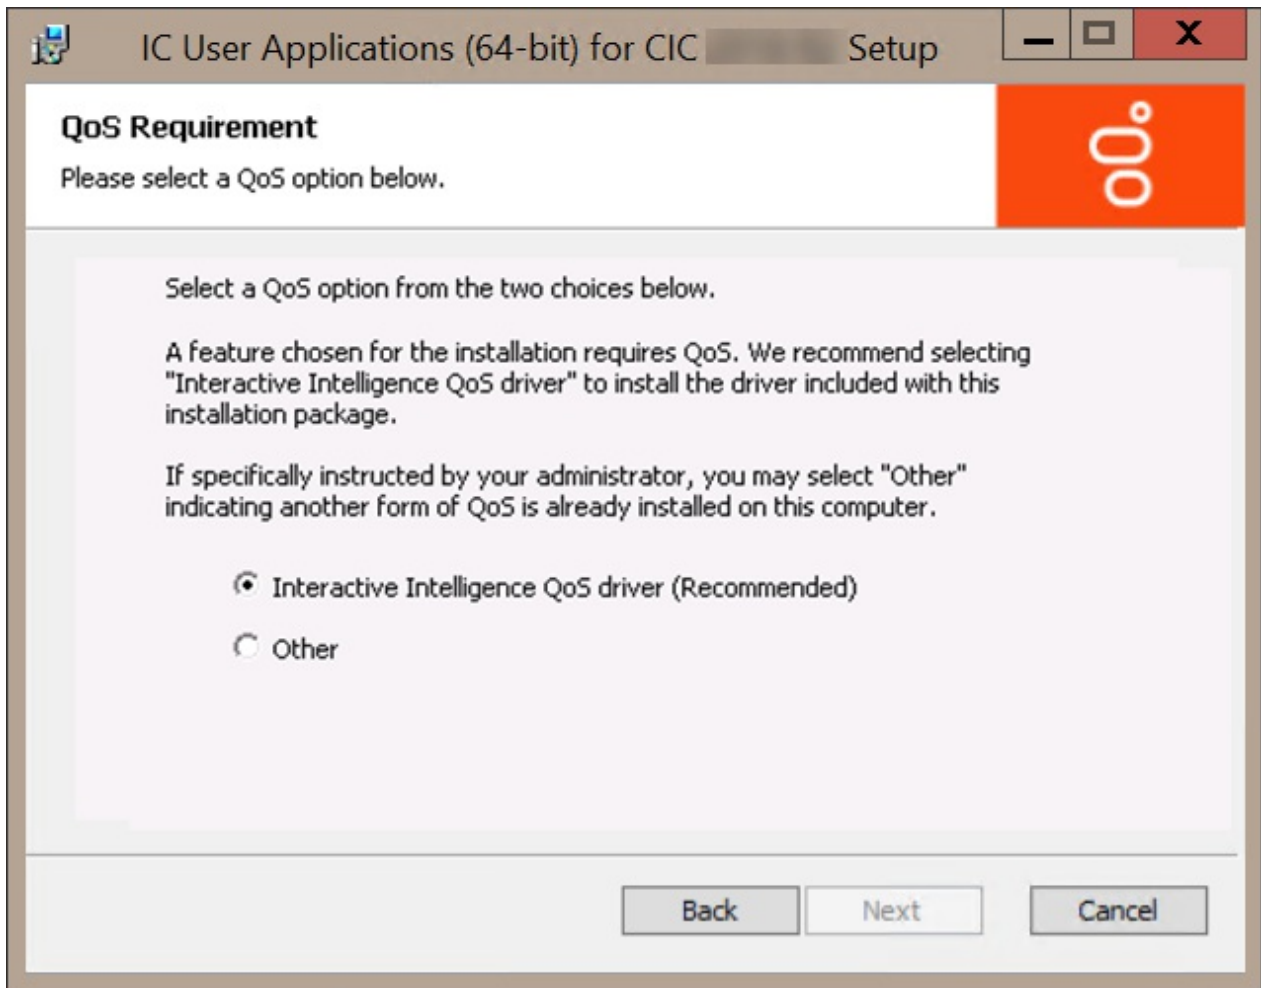 IC User Applications (64-bit) for CIC Setup
QoS Requirement
Please select a QoS option below.
Select a QoS option from the two choices below.
A feature chosen for the installation requires QoS. We recommend selecting
"Interactive Intelligence QoS driver" to install the driver included with this
installation package.
If specifically instructed by your administrator, you may select "Other"
indicating another form of QoS is already installed on this computer.
Interactive Intelligence QoS driver (Recommended)
Other
Back Next Cancel